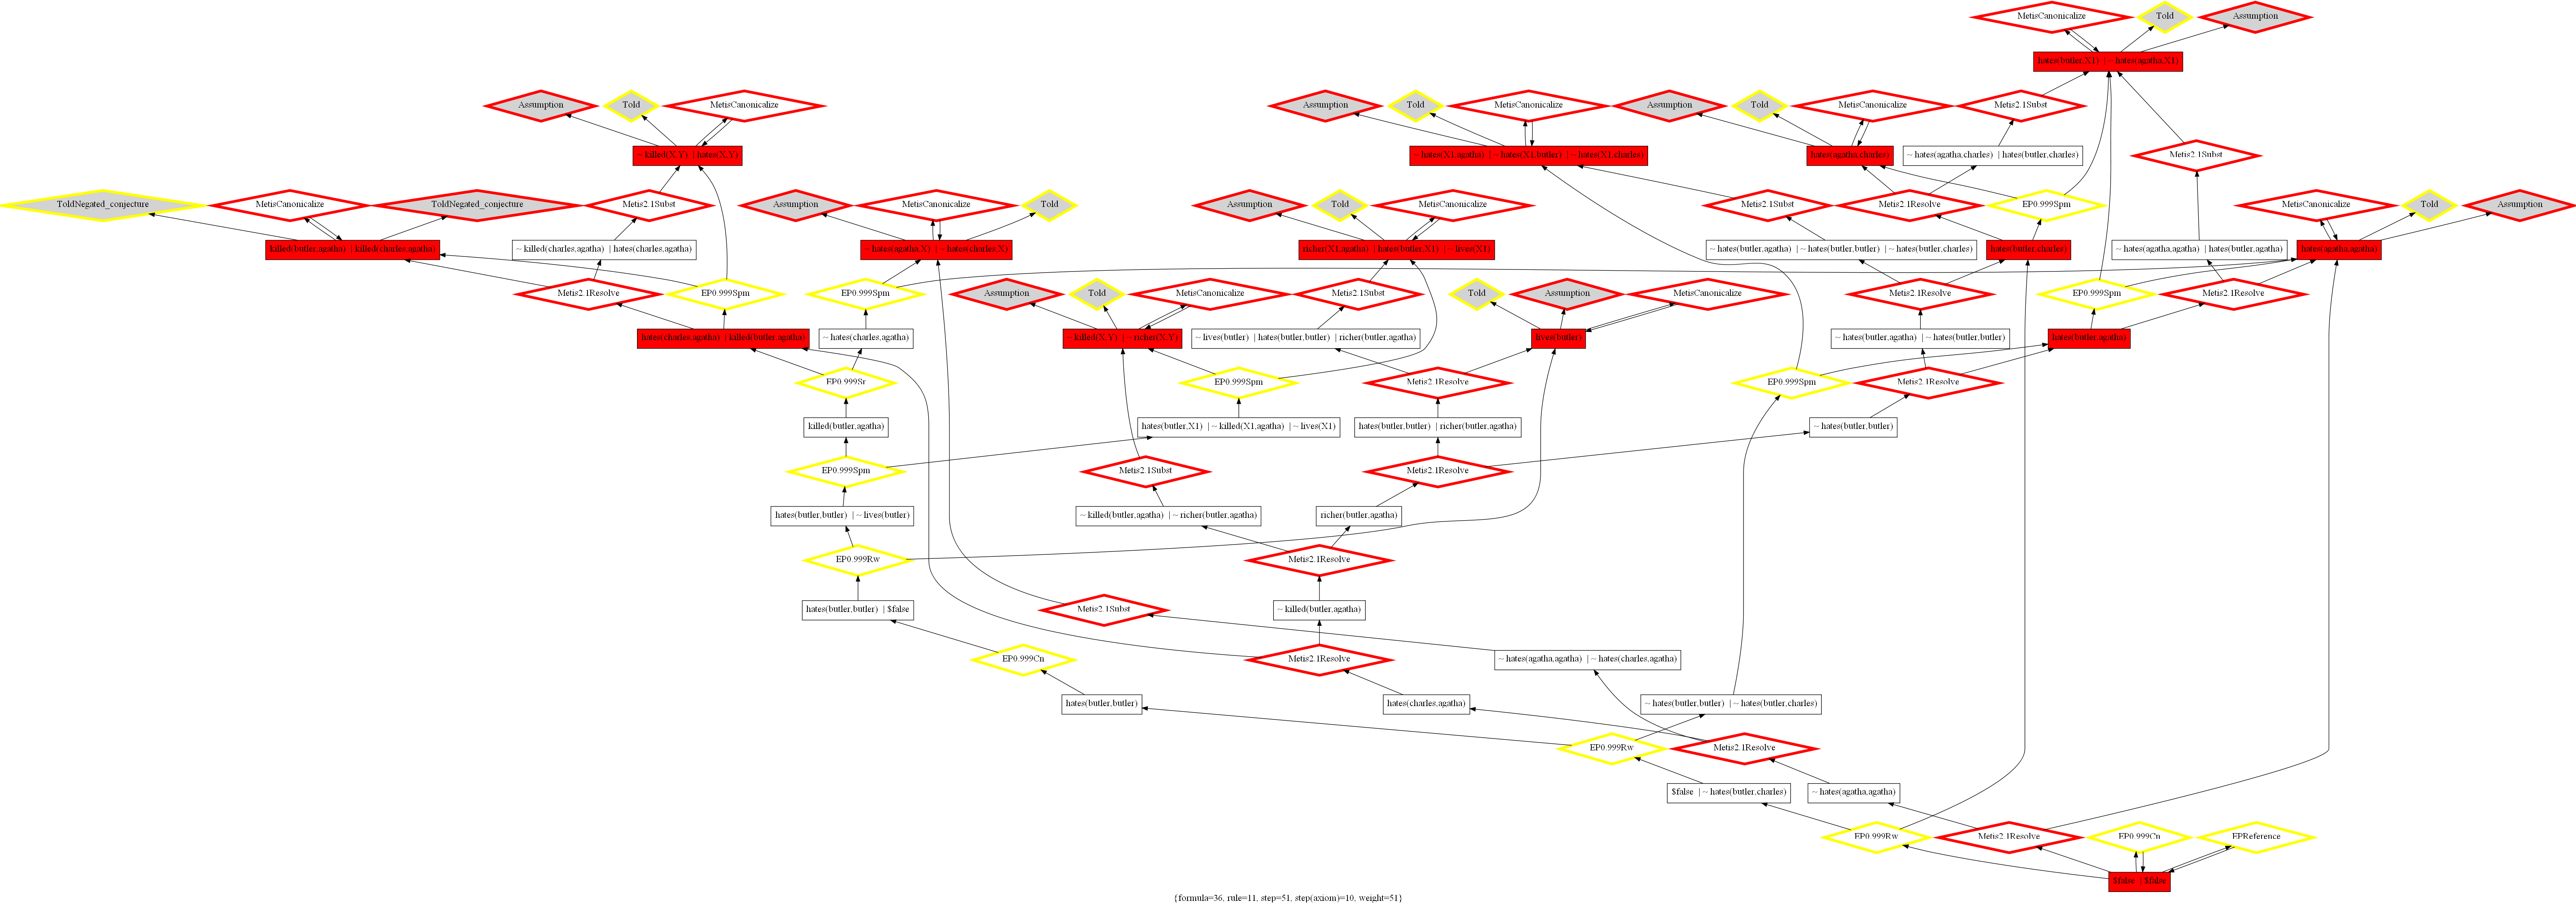 MetisCanonicalize
Told
Assumption
hates(butler,X1) | ~ hates(agatha,X1)
Assumption
Told
MetisCanonicalize
Assumption
Told
MetisCanonicalize
Assumption
Told
MetisCanonicalize
Metis2.1Subst
~ killed(X,Y) | hates(X,Y)
~ hates(X1,agatha) | ~ hates(X1,butler) | ~ hates(X1,charles)
hates(agatha,charles)
~ hates(agatha,charles) | hates(butler,charles)
Metis2.1Subst
ToldNegated_conjecture
MetisCanonicalize
ToldNegated_conjecture
Metis2.1Subst
Assumption
MetisCanonicalize
Told
Assumption
Told
MetisCanonicalize
Metis2.1Subst
Metis2.1Resolve
EP0.999Spm
MetisCanonicalize
Told
Assumption
killed(butler,agatha) | killed(charles,agatha)
~ killed(charles,agatha) | hates(charles,agatha)
~ hates(agatha,X) | ~ hates(charles,X)
richer(X1,agatha) | hates(butler,X1) | ~ lives(X1)
~ hates(butler,agatha) | ~ hates(butler,butler) | ~ hates(butler,charles)
hates(butler,charles)
~ hates(agatha,agatha) | hates(butler,agatha)
hates(agatha,agatha)
Metis2.1Resolve
EP0.999Spm
EP0.999Spm
Assumption
Told
MetisCanonicalize
Metis2.1Subst
Told
Assumption
MetisCanonicalize
Metis2.1Resolve
EP0.999Spm
Metis2.1Resolve
hates(charles,agatha) | killed(butler,agatha)
~ hates(charles,agatha)
~ killed(X,Y) | ~ richer(X,Y)
~ lives(butler) | hates(butler,butler) | richer(butler,agatha)
lives(butler)
~ hates(butler,agatha) | ~ hates(butler,butler)
hates(butler,agatha)
EP0.999Sr
EP0.999Spm
Metis2.1Resolve
EP0.999Spm
Metis2.1Resolve
killed(butler,agatha)
hates(butler,X1) | ~ killed(X1,agatha) | ~ lives(X1)
hates(butler,butler) | richer(butler,agatha)
~ hates(butler,butler)
EP0.999Spm
Metis2.1Subst
Metis2.1Resolve
hates(butler,butler) | ~ lives(butler)
~ killed(butler,agatha) | ~ richer(butler,agatha)
richer(butler,agatha)
EP0.999Rw
Metis2.1Resolve
hates(butler,butler) | $false
Metis2.1Subst
~ killed(butler,agatha)
EP0.999Cn
Metis2.1Resolve
~ hates(agatha,agatha) | ~ hates(charles,agatha)
hates(butler,butler)
hates(charles,agatha)
~ hates(butler,butler) | ~ hates(butler,charles)
EP0.999Rw
Metis2.1Resolve
$false | ~ hates(butler,charles)
~ hates(agatha,agatha)
EP0.999Rw
Metis2.1Resolve
EP0.999Cn
EPReference
$false | $false
{formula=36, rule=11, step=51, step(axiom)=10, weight=51}